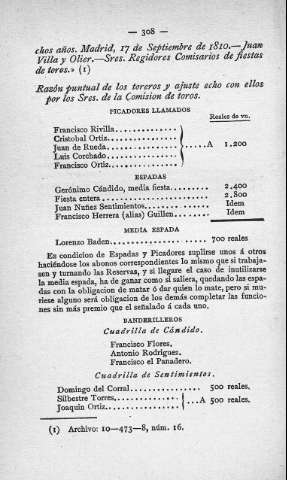 — 308 —
chos años. Madrid, 17 de Septiembre de 1810.—Juan
Villa y Olier.—Sres. Regidores Comisarios de fiestas
de toros.» (1)
Razón puntual de los toreros y ajuste echo con ellos
por los Sres. de la Comision de toros.
PICADORES LLAMADOS
Reales de vn.
Francisco Rivilla
Cristobal Ortiz
Juan de Rueda A 1.200
Luis Corchado
Francisco Ortiz
ESPADAS
Gerónimo Cándido, media fiesta 2.400
Fiesta entera 2.800
Juan Nuñes Sentimientos Idem
Francisco Herrera (alias) Guillen Idem
MEDIA ESPADA
Lorenzo Baden 700 reales
Es condicion de Espadas y Picadores suplirse unos á otros
haciéndose los abonos correspondientes lo mismo que si trabaja-
sen y turnando las Reservas, y si llegare el caso de inutilizarse
la media espada, ha de ganar como si saliera, quedando las espa-
das con la obligacion de matar ó dar quien lo mate, pero si mu-
riese alguno será obligacion de los demás completar las funcio-
nes sin más premio que el señalado á cada uno.
BANDERILLEROS
Cuadrilla de Cándido.
Francisco Flores,
Antonio Rodriguez.
Francisco el Panadero.
Cuadrilla de Sentimientos.
Domingo del Corral 500 reales.
Silbestre Torres
Joaquin Ortiz A 500 reales.
(1) Archivo: 10—473—8, núm. 16.